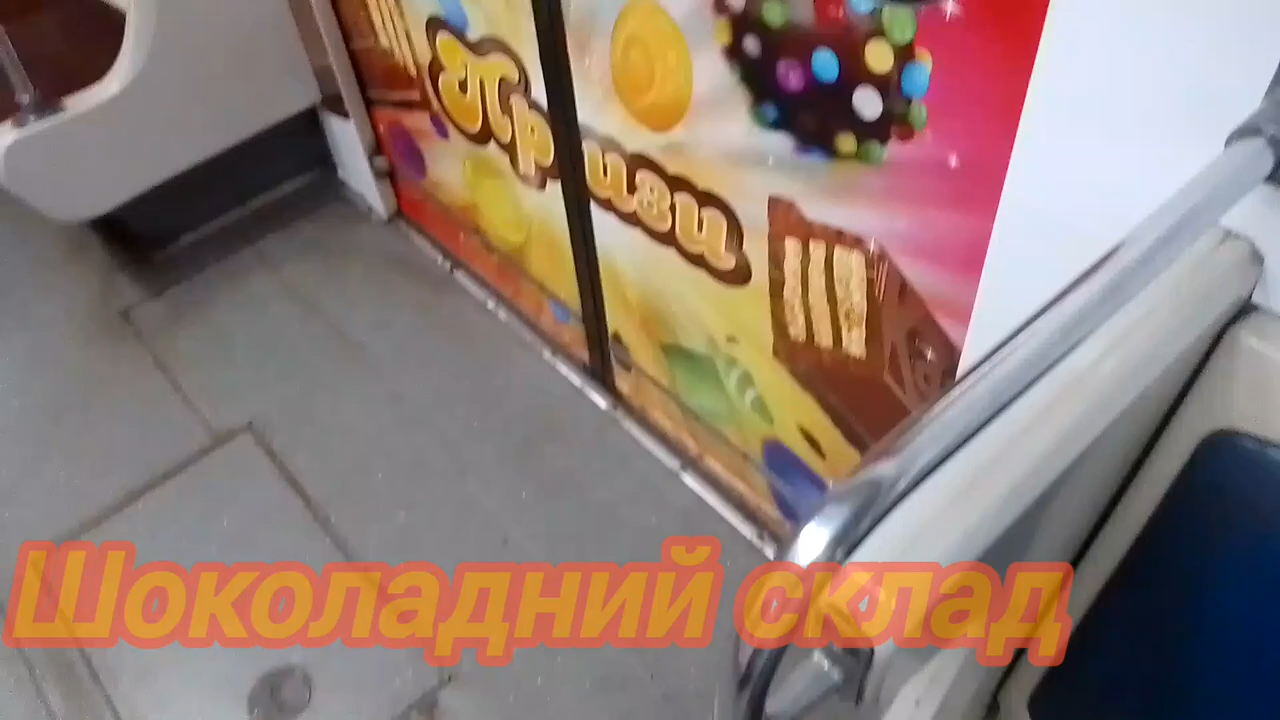 Призи
Шоколадний склад